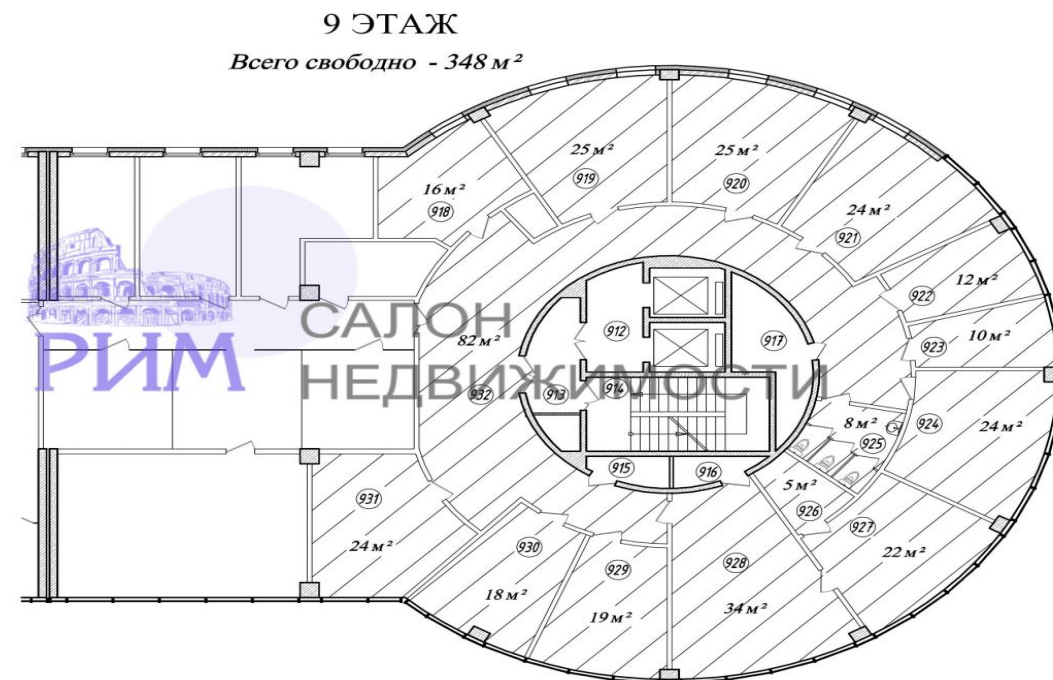 9 ЭТАЖ
Всего свободно - 348 м²
25 м²
919
25 м²
920
16 м²
918
24 м²
921
12 м²
922
10 м²
923
САЛОН
НЕДВИЖИМОСТИ
РИМ
82 м²
932
912
917
913
914
8 м²
925
924
24 м²
915
916
5 м²
926
931
24 м²
930
18 м²
929
19 м²
928
34 м²
927
22 м²